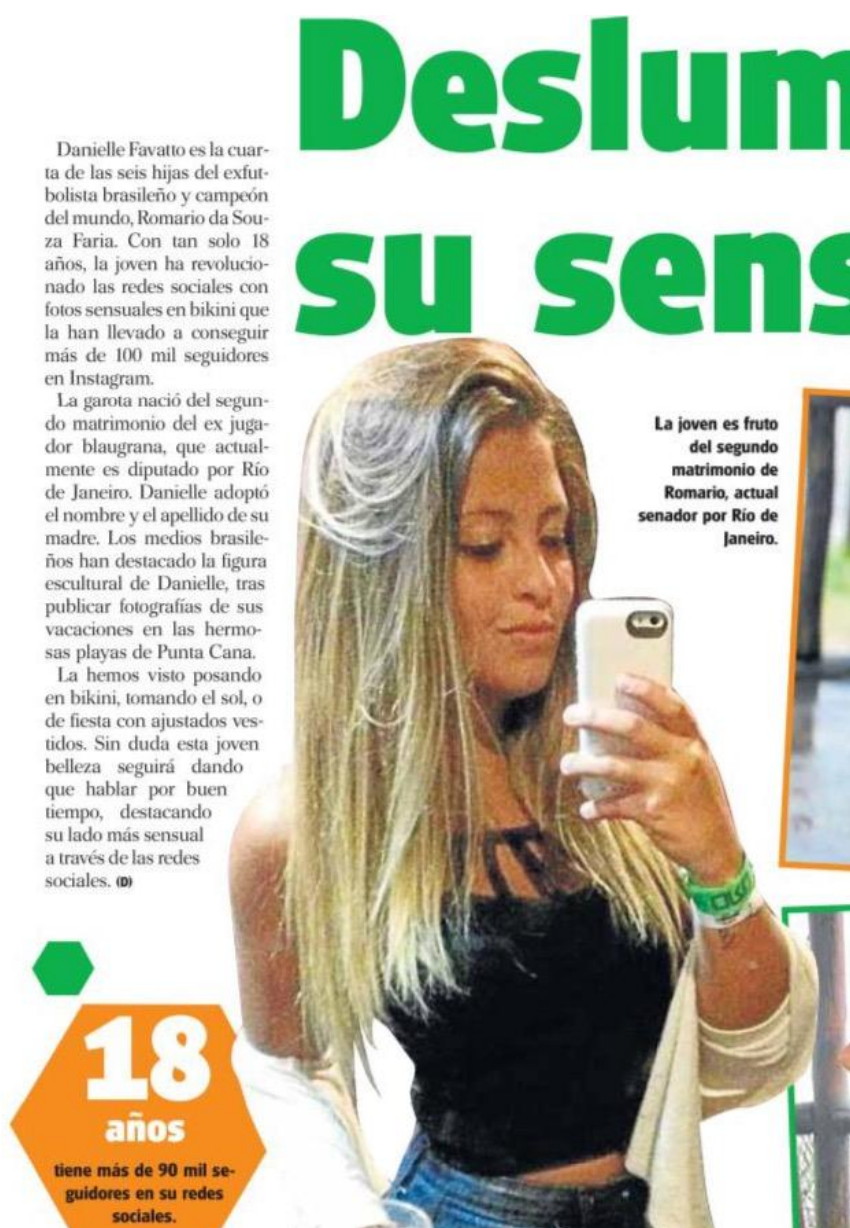 Deslum
su sens
Danielle Favatto es la cuar-
ta de las seis hijas del exfut-
bolista brasileño y campeón
del mundo, Romario da Sou-
za Faria. Con tan solo 18
años, la joven ha revolucio-
nado las redes sociales con
fotos sensuales en bikini que
la han llevado a conseguir
más de 100 mil seguidores
en Instagram.
La garota nació del segun-
do matrimonio del ex juga-
dor blaugrana, que actual-
mente es diputado por Río
de Janeiro. Danielle adoptó
el nombre y el apellido de su
madre. Los medios brasile-
ños han destacado la figura
escultural de Danielle, tras
publicar fotografías de sus
vacaciones en las hermo-
sas playas de Punta Cana.
La hemos visto posando
en bikini, tomando el sol, o
de fiesta con ajustados ves-
tidos. Sin duda esta joven
belleza seguirá dando
que hablar por buen
tiempo, destacando
su lado más sensual
a través de las redes
sociales. (D)
La joven es fruto
del segundo
matrimonio de
Romario, actual
senador por Río de
Janeiro.
18
años
tiene más de 90 mil se-
guidores en su redes
sociales.